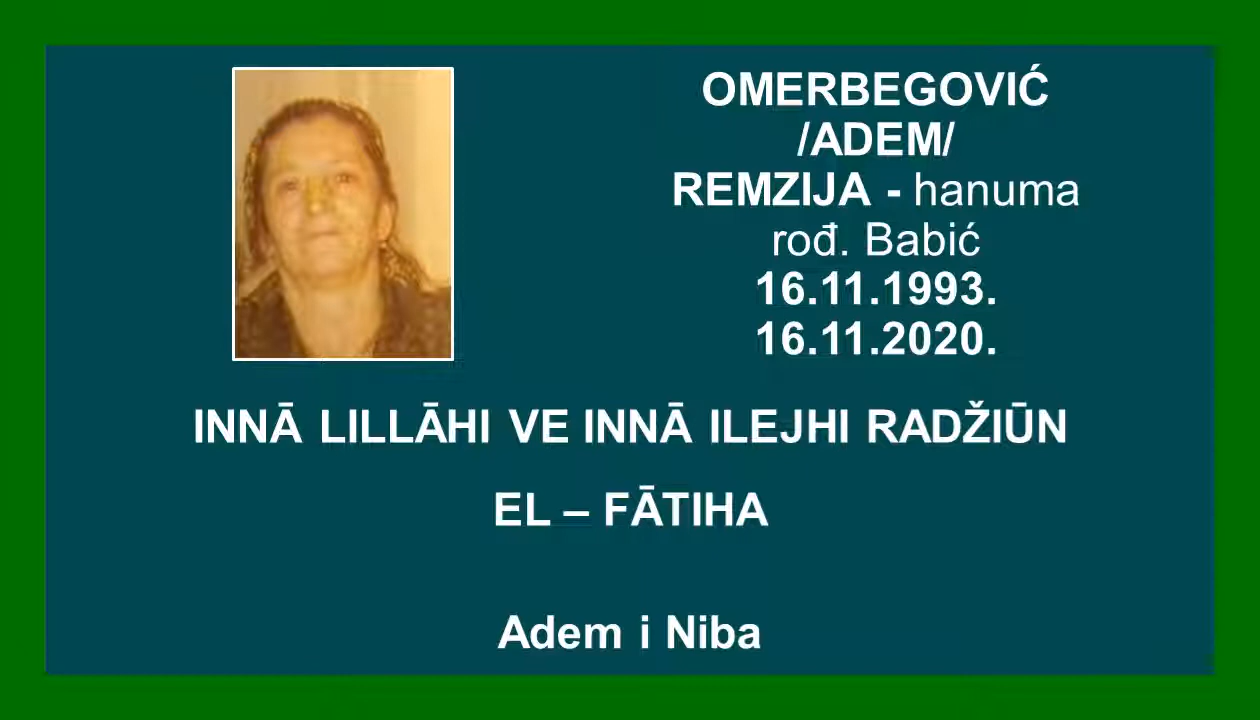 OMERBEGOVIĆ
/ADEM/
REMZIJA - hanuma
rođ. Babić
16.11.1993.
16.11.2020.
INNĀ LILLĀHI VE INNĀ ILEJHI RADŽIŪN
EL – FĀTIHA
Adem i Niba